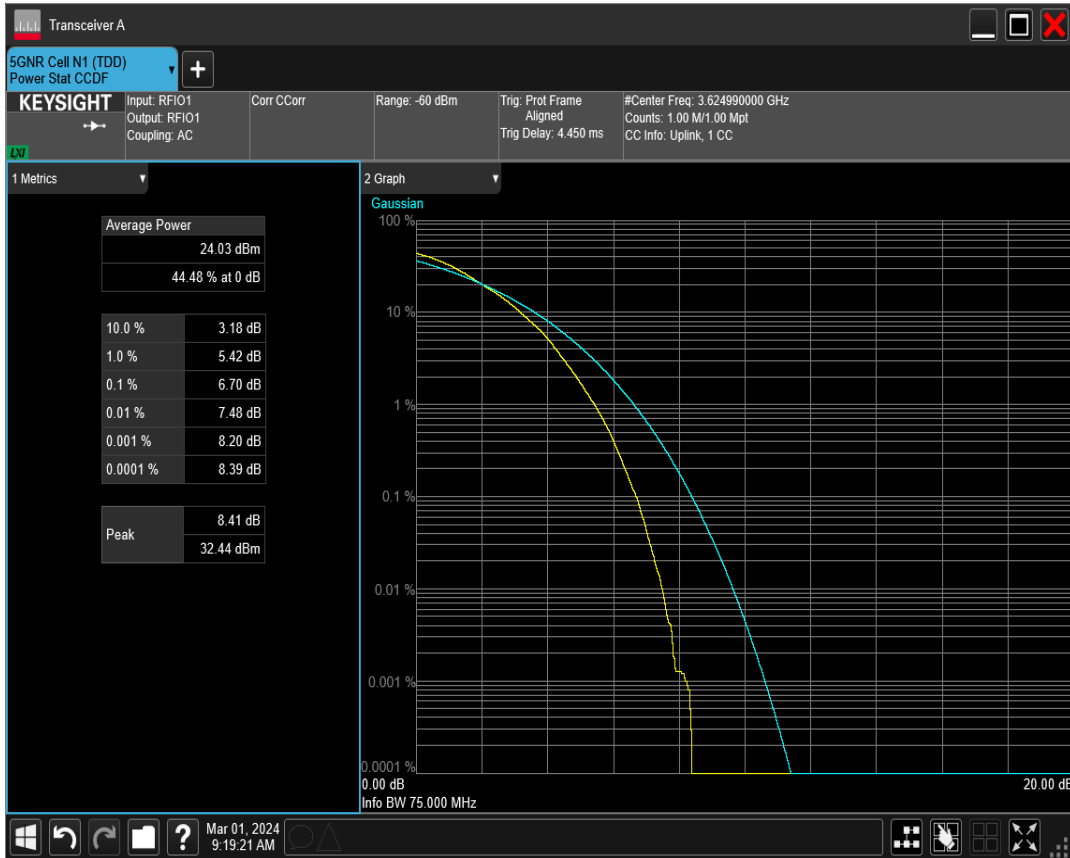 Transceiver A
5GNR Cell N1 (TDD)
Power Stat CCDF
+
KEYSIGHT
LXI
Input: RFIO1
Output: RFIO1
Coupling: AC
Corr CCorr
Range: -60 dBm
Trig: Prot Frame
Aligned
Trig Delay: 4.450 ms
#Center Freq: 3.624990000 GHz
Counts: 1.00 M/1.00 Mpt
CC Info: Uplink, 1 CC
1 Metrics
Average Power
24.03 dBm
44.48 % at 0 dB
10.0 % 3.18 dB
1.0 % 5.42 dB
0.1 % 6.70 dB
0.01 % 7.48 dB
0.001 % 8.20 dB
0.0001 % 8.39 dB
Peak
8.41 dB
32.44 dBm
2 Graph
Gaussian
100 %
10 %
1 %
0.1 %
0.01 %
0.001 %
0.0001 %
0.00 dB 20.00 dB
Info BW 75.000 MHz
?
Mar 01, 2024
9:19:21 AM